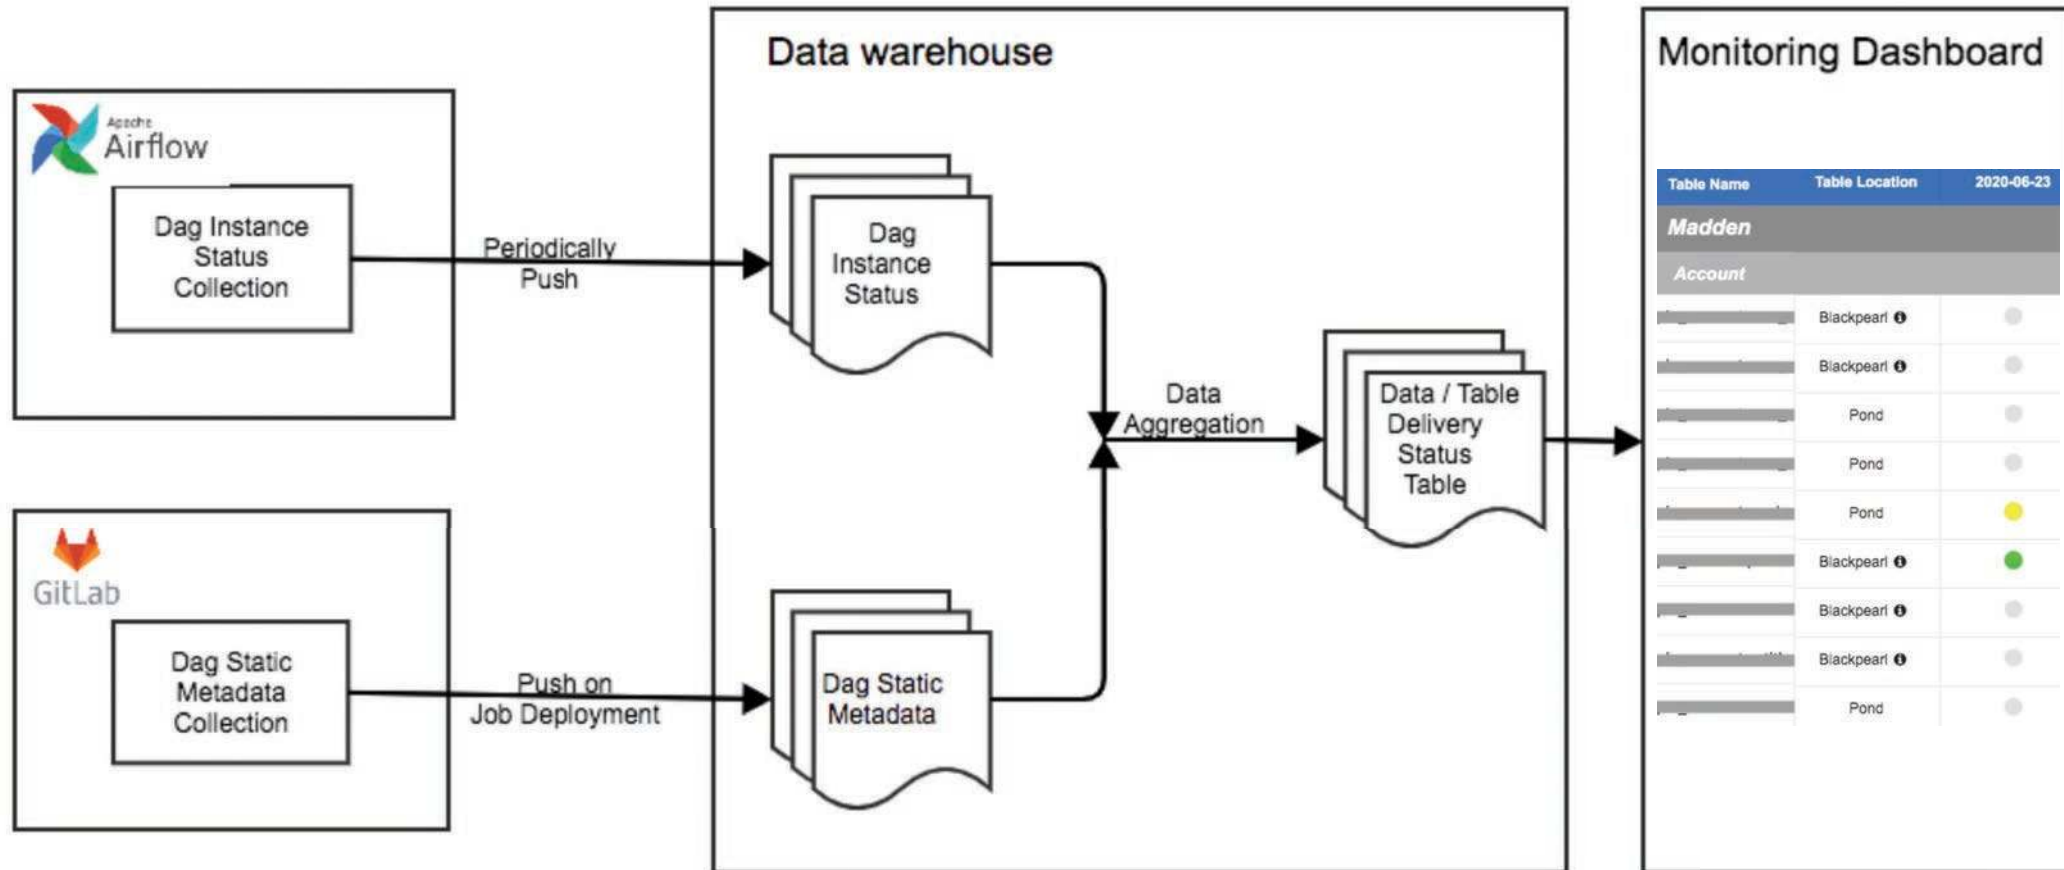 Data warehouse
Monitoring Dashboard
Apache
Airflow
Dag Instance
Status
Collection
Periodically
Push
Dag
Instance
Status
Data
Aggregation
Data / Table
Delivery
Status
Table
GitLab
Dag Static
Metadata
Collection
Push on
Job Deployment
Dag Static
Metadata
Table Name Table Location 2020-06-23
Madden
Account
Blackpearl
Blackpearl
Pond
Pond
Pond
Blackpearl
Blackpearl
Blackpearl
Pond